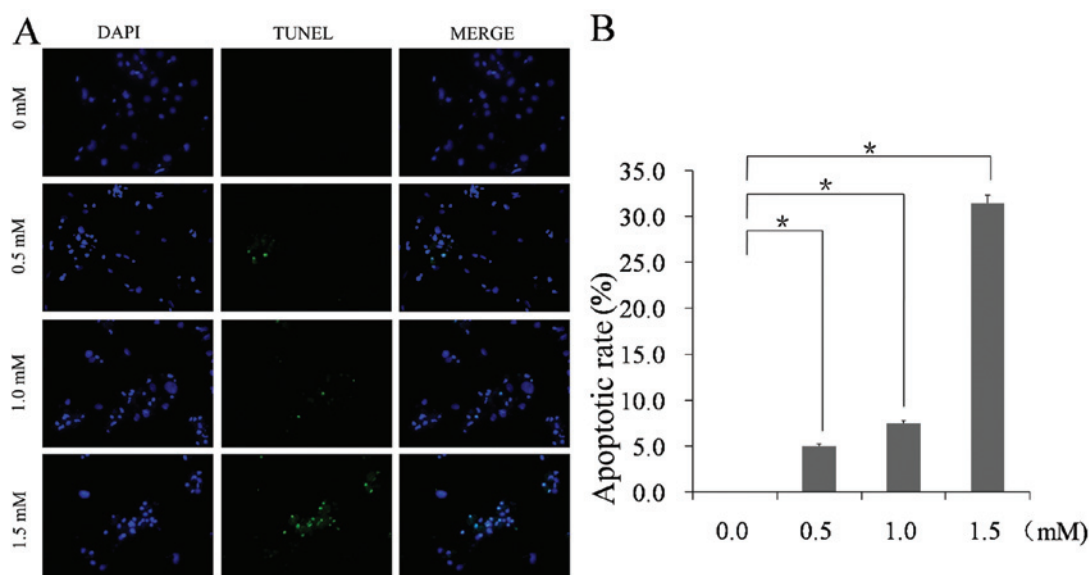 A
DAPI TUNEL MERGE
0 mM
0.5 mM
1.0 mM
1.5 mM
B
*
*
*
Apoptotic rate (%)
35.0
30.0
25.0
20.0
15.0
10.0
5.0
0.0
0.0 0.5 1.0 1.5 (mM)